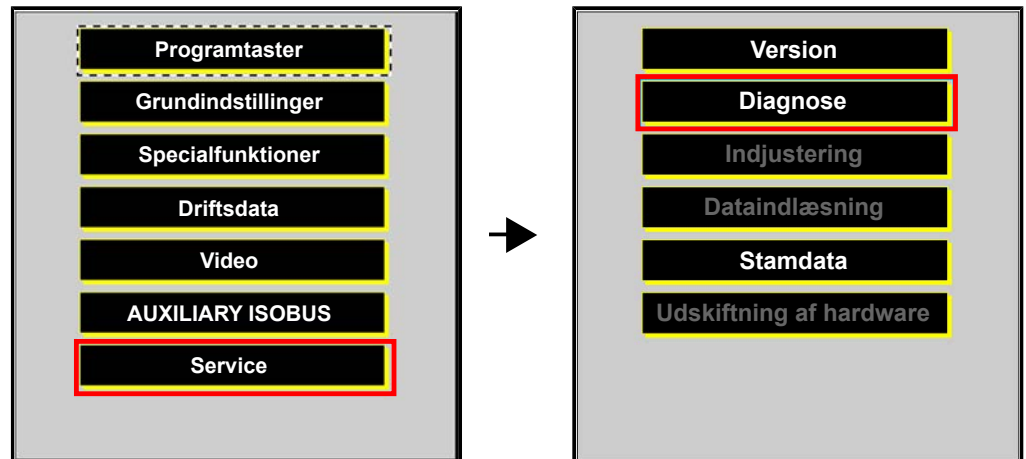 Programtaster
Grundindstillinger
Specialfunktioner
Driftsdata
Video
AUXILIARY ISOBUS
Service
Version
Diagnose
Indjustering
Dataindlæsning
Stamdata
Udskiftning af hardware